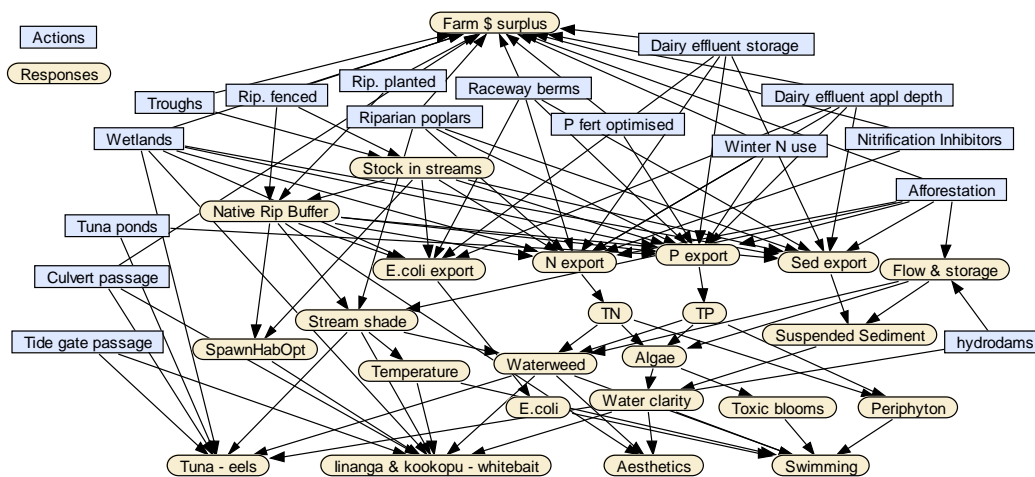 Farm $ surplus
Actions
Dairy effluent storage
Responses
Rip. planted
Raceway berms
Troughs
Rip. fenced
Dairy effluent appl depth
Riparian poplars
P fert optimised
Wetlands
Nitrification Inhibitors
Winter N use
Stock in streams
Afforestation
Native Rip Buffer
Tuna ponds
E.coli export
N export
P export
Sed export
Flow & storage
Culvert passage
Stream shade
TN
TP
Suspended Sediment
Tide gate passage
SpawnHabOpt
hydrodams
Temperature
Waterweed
Algae
E.coli
Water clarity
Toxic blooms
Periphyton
Tuna - eels
Iinanga & kookopu - whitebait
Aesthetics
Swimming